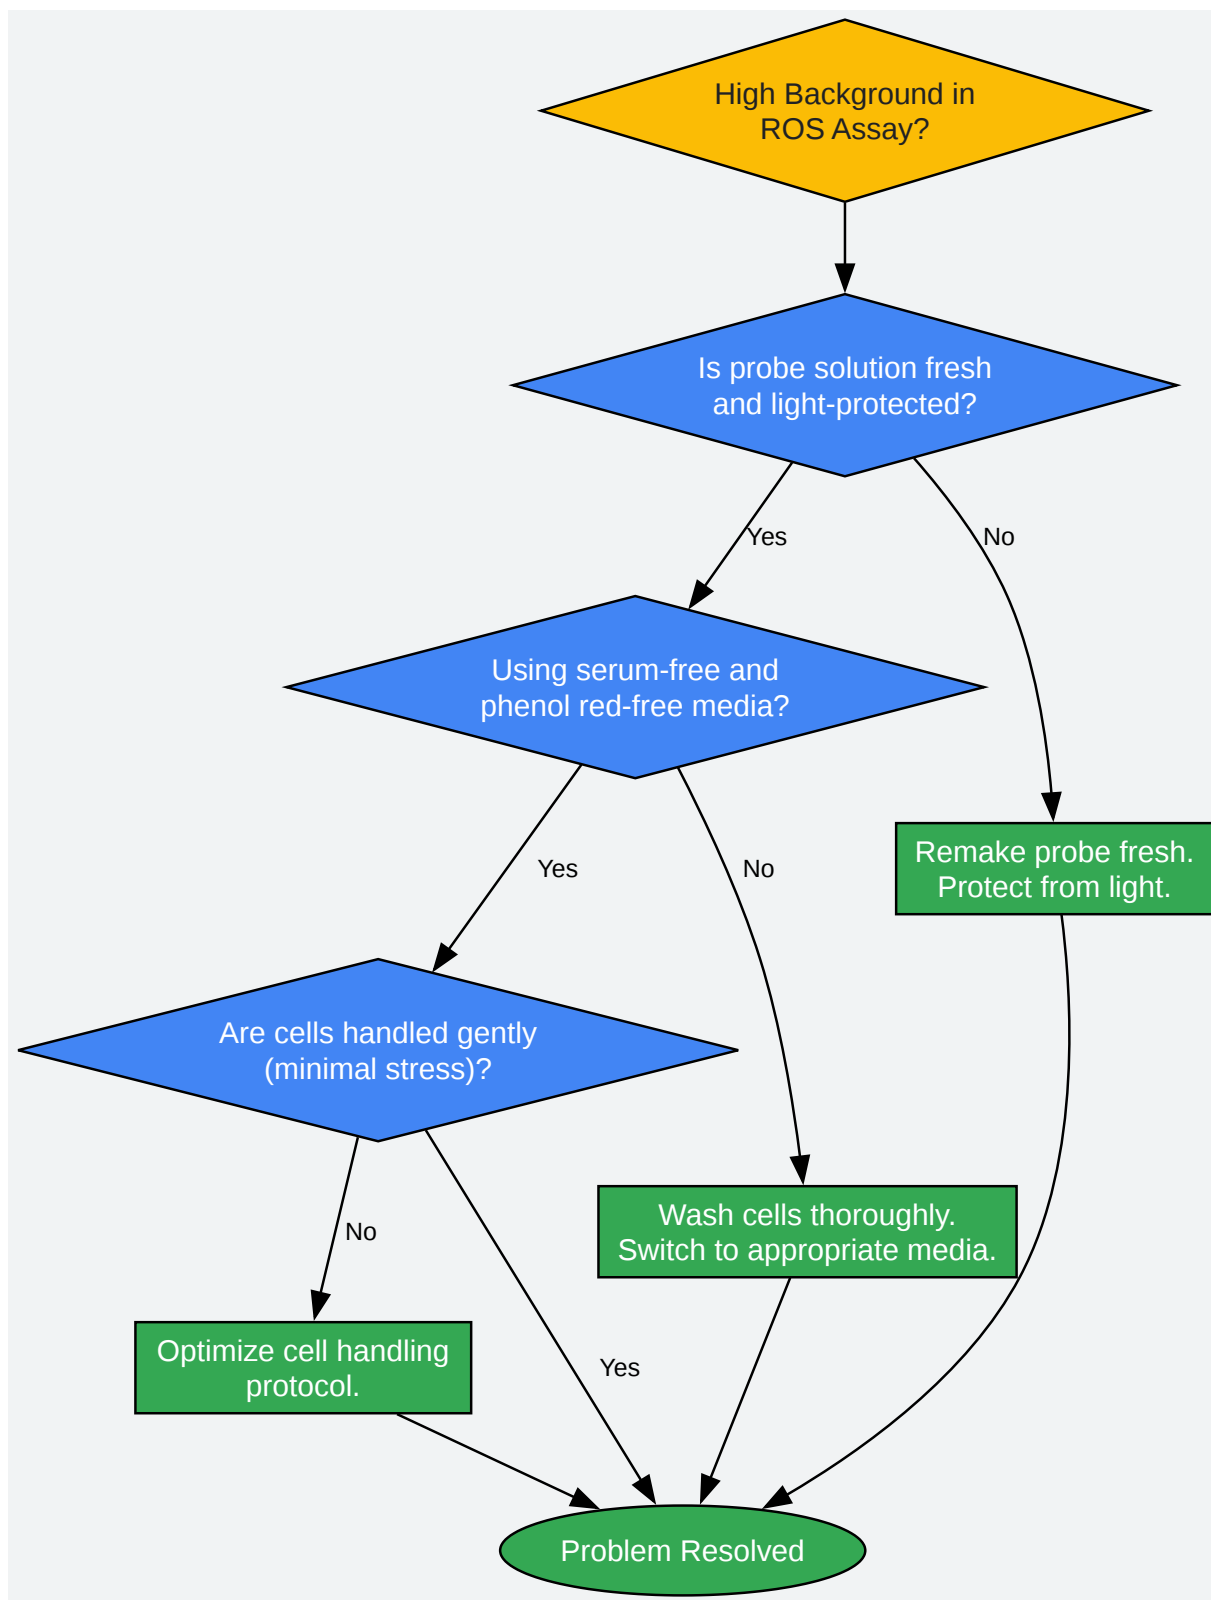 High Background in
ROS Assay?
Is probe solution fresh
and light-protected?
Yes
No
Using serum-free and
phenol red-free media?
Yes
No
Remake probe fresh.
Protect from light.
Are cells handled gently
(minimal stress)?
No
Yes
Wash cells thoroughly.
Switch to appropriate media.
Optimize cell handling
protocol.
Problem Resolved